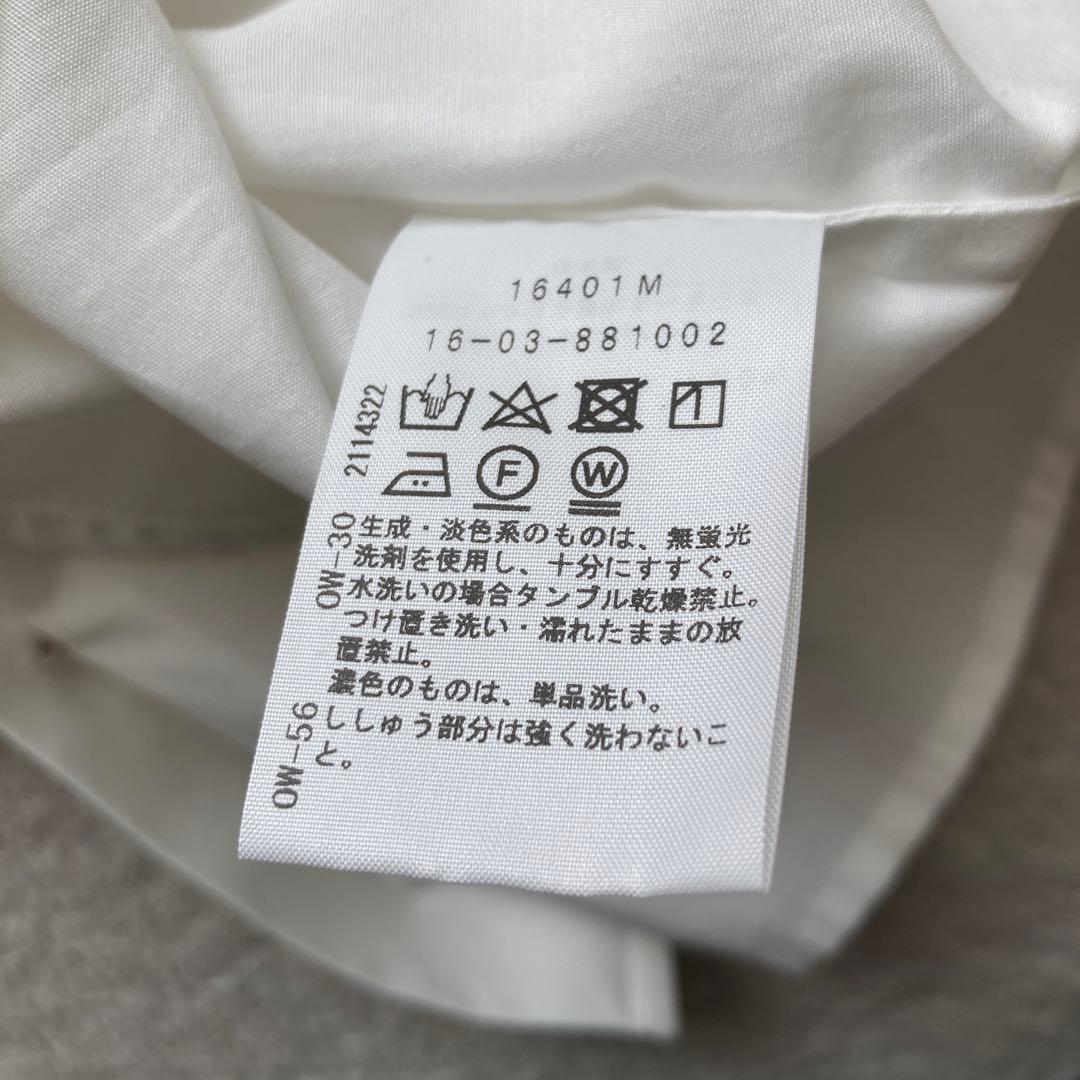 16401M
16-03-881002
2114322
F
W
OW-30
生成・淡色系のものは、無蛍光
洗剤を使用し、十分にすすぐ。
水洗いの場合タンブル乾燥禁止。
つけ置き洗い・濡れたままの放
置禁止。
濃色のものは、単品洗い。
OW-56
ししゅう部分は強く洗わないこ
と。